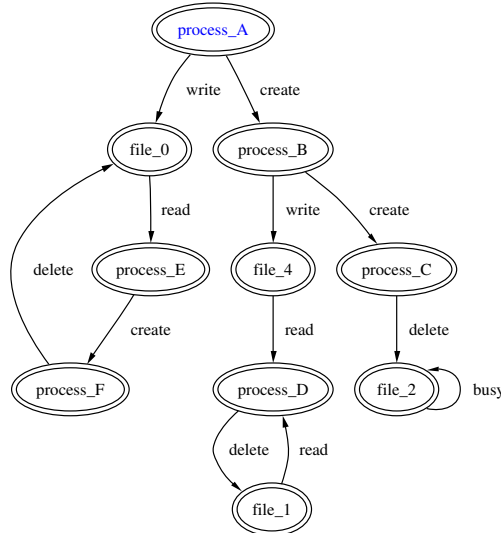 process_A
write
create
file_0
process_B
read
write
create
delete
process_E
file_4
process_C
create
read
delete
process_F
process_D
file_2
busy
delete
read
file_1